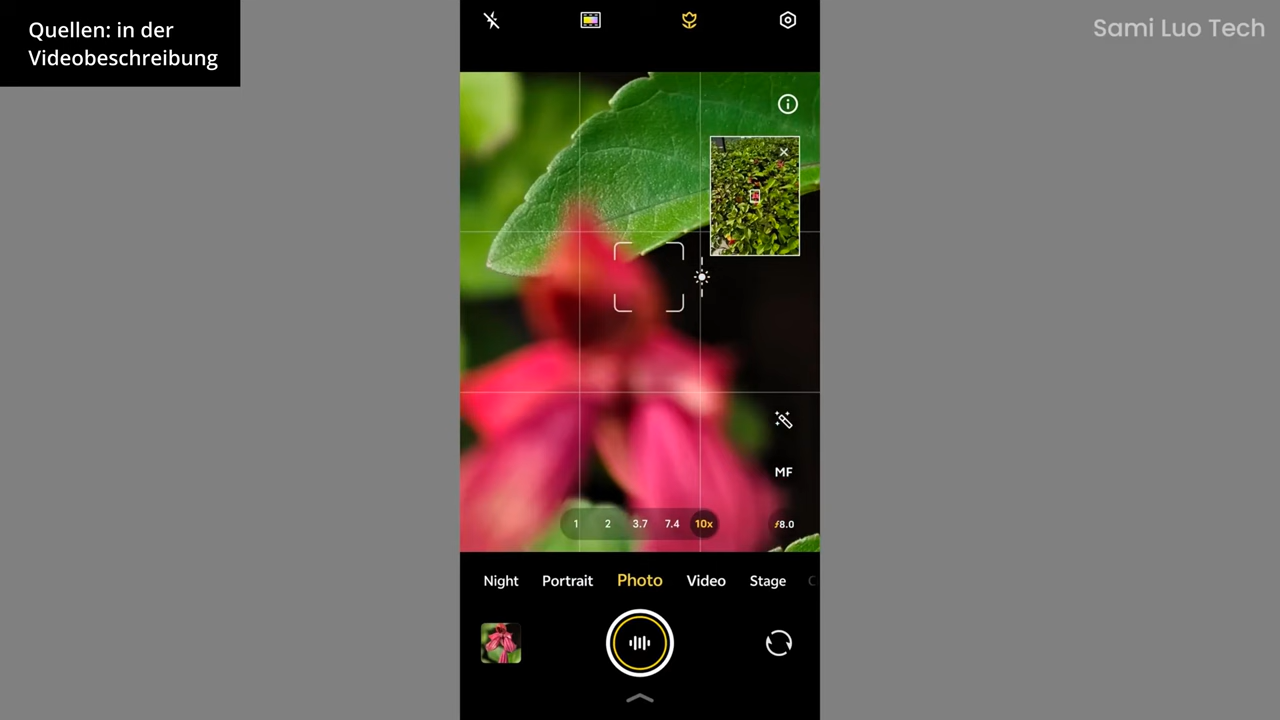 Quellen: in der
Videobeschreibung
Sami Luo Tech
MF
1 2 3.7 7.4 10x
f8.0
Night Portrait Photo Video Stage